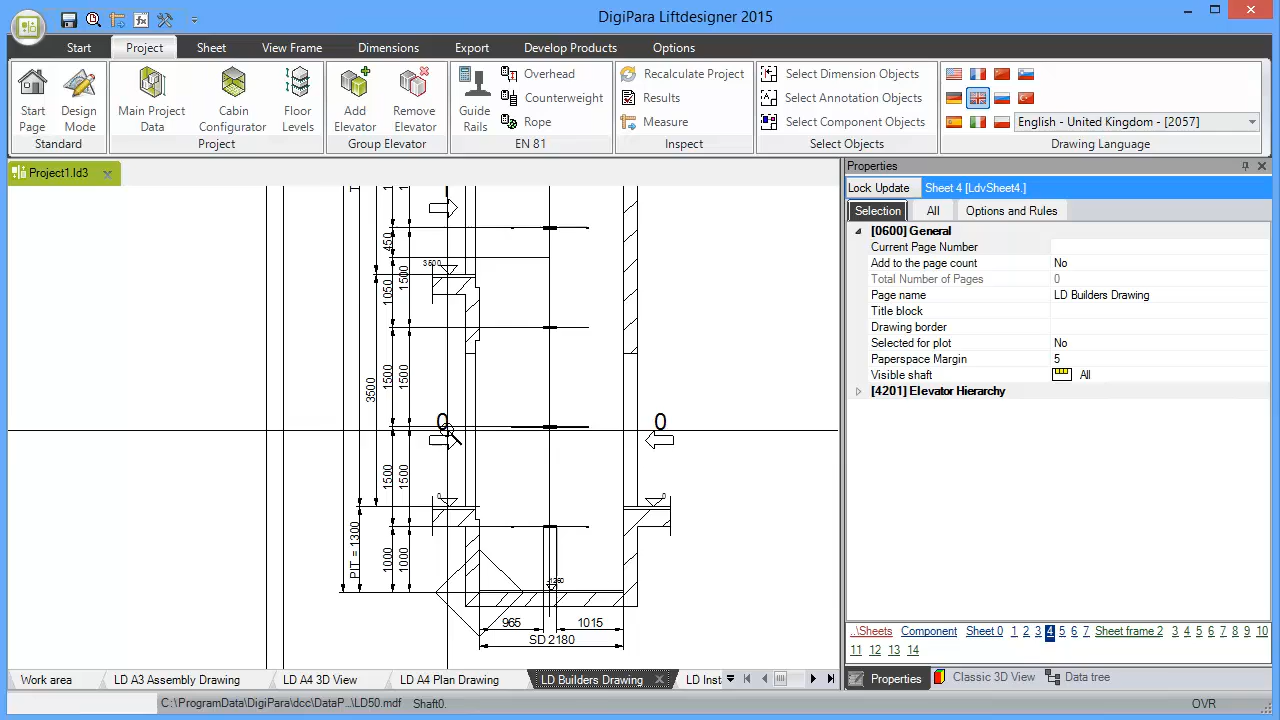 DigiPara Liftdesigner 2015
Start Project Sheet View Frame Dimensions Export Develop Products Options
Start Page
Design Mode
Standard
Main Project Data
Cabin Configurator
Floor Levels
Project
Add Elevator
Remove Elevator
Group Elevator
Guide Rails
Overhead
Counterweight
Rope
EN 81
Recalculate Project
Results
Measure
Inspect
Select Dimension Objects
Select Annotation Objects
Select Component Objects
Select Objects
English - United Kingdom - [2057]
Drawing Language
Project1.ld3
Properties
Lock Update Sheet 4 [LdvSheet4.]
Selection All Options and Rules
[0600] General
Current Page Number
Add to the page count No
Total Number of Pages 0
Page name LD Builders Drawing
Title block
Drawing border
Selected for plot No
Paperspace Margin 5
Visible shaft All
[4201] Elevator Hierarchy
450
3500
1050
1500
3500
1500
1500
0
0
1500
1500
0
0
PIT = 1300
1000
1000
965
1015
SD 2180
..\Sheets Component Sheet 0 1 2 3 4 5 6 7 Sheet frame 2 3 4 5 6 7 8 9 10
11 12 13 14
Work area LD A3 Assembly Drawing LD A4 3D View LD A4 Plan Drawing LD Builders Drawing LD Inst
Properties Classic 3D View Data tree
C:\ProgramData\DigiPara\dcc\DataP...\LD50.mdf Shaft0. OVR